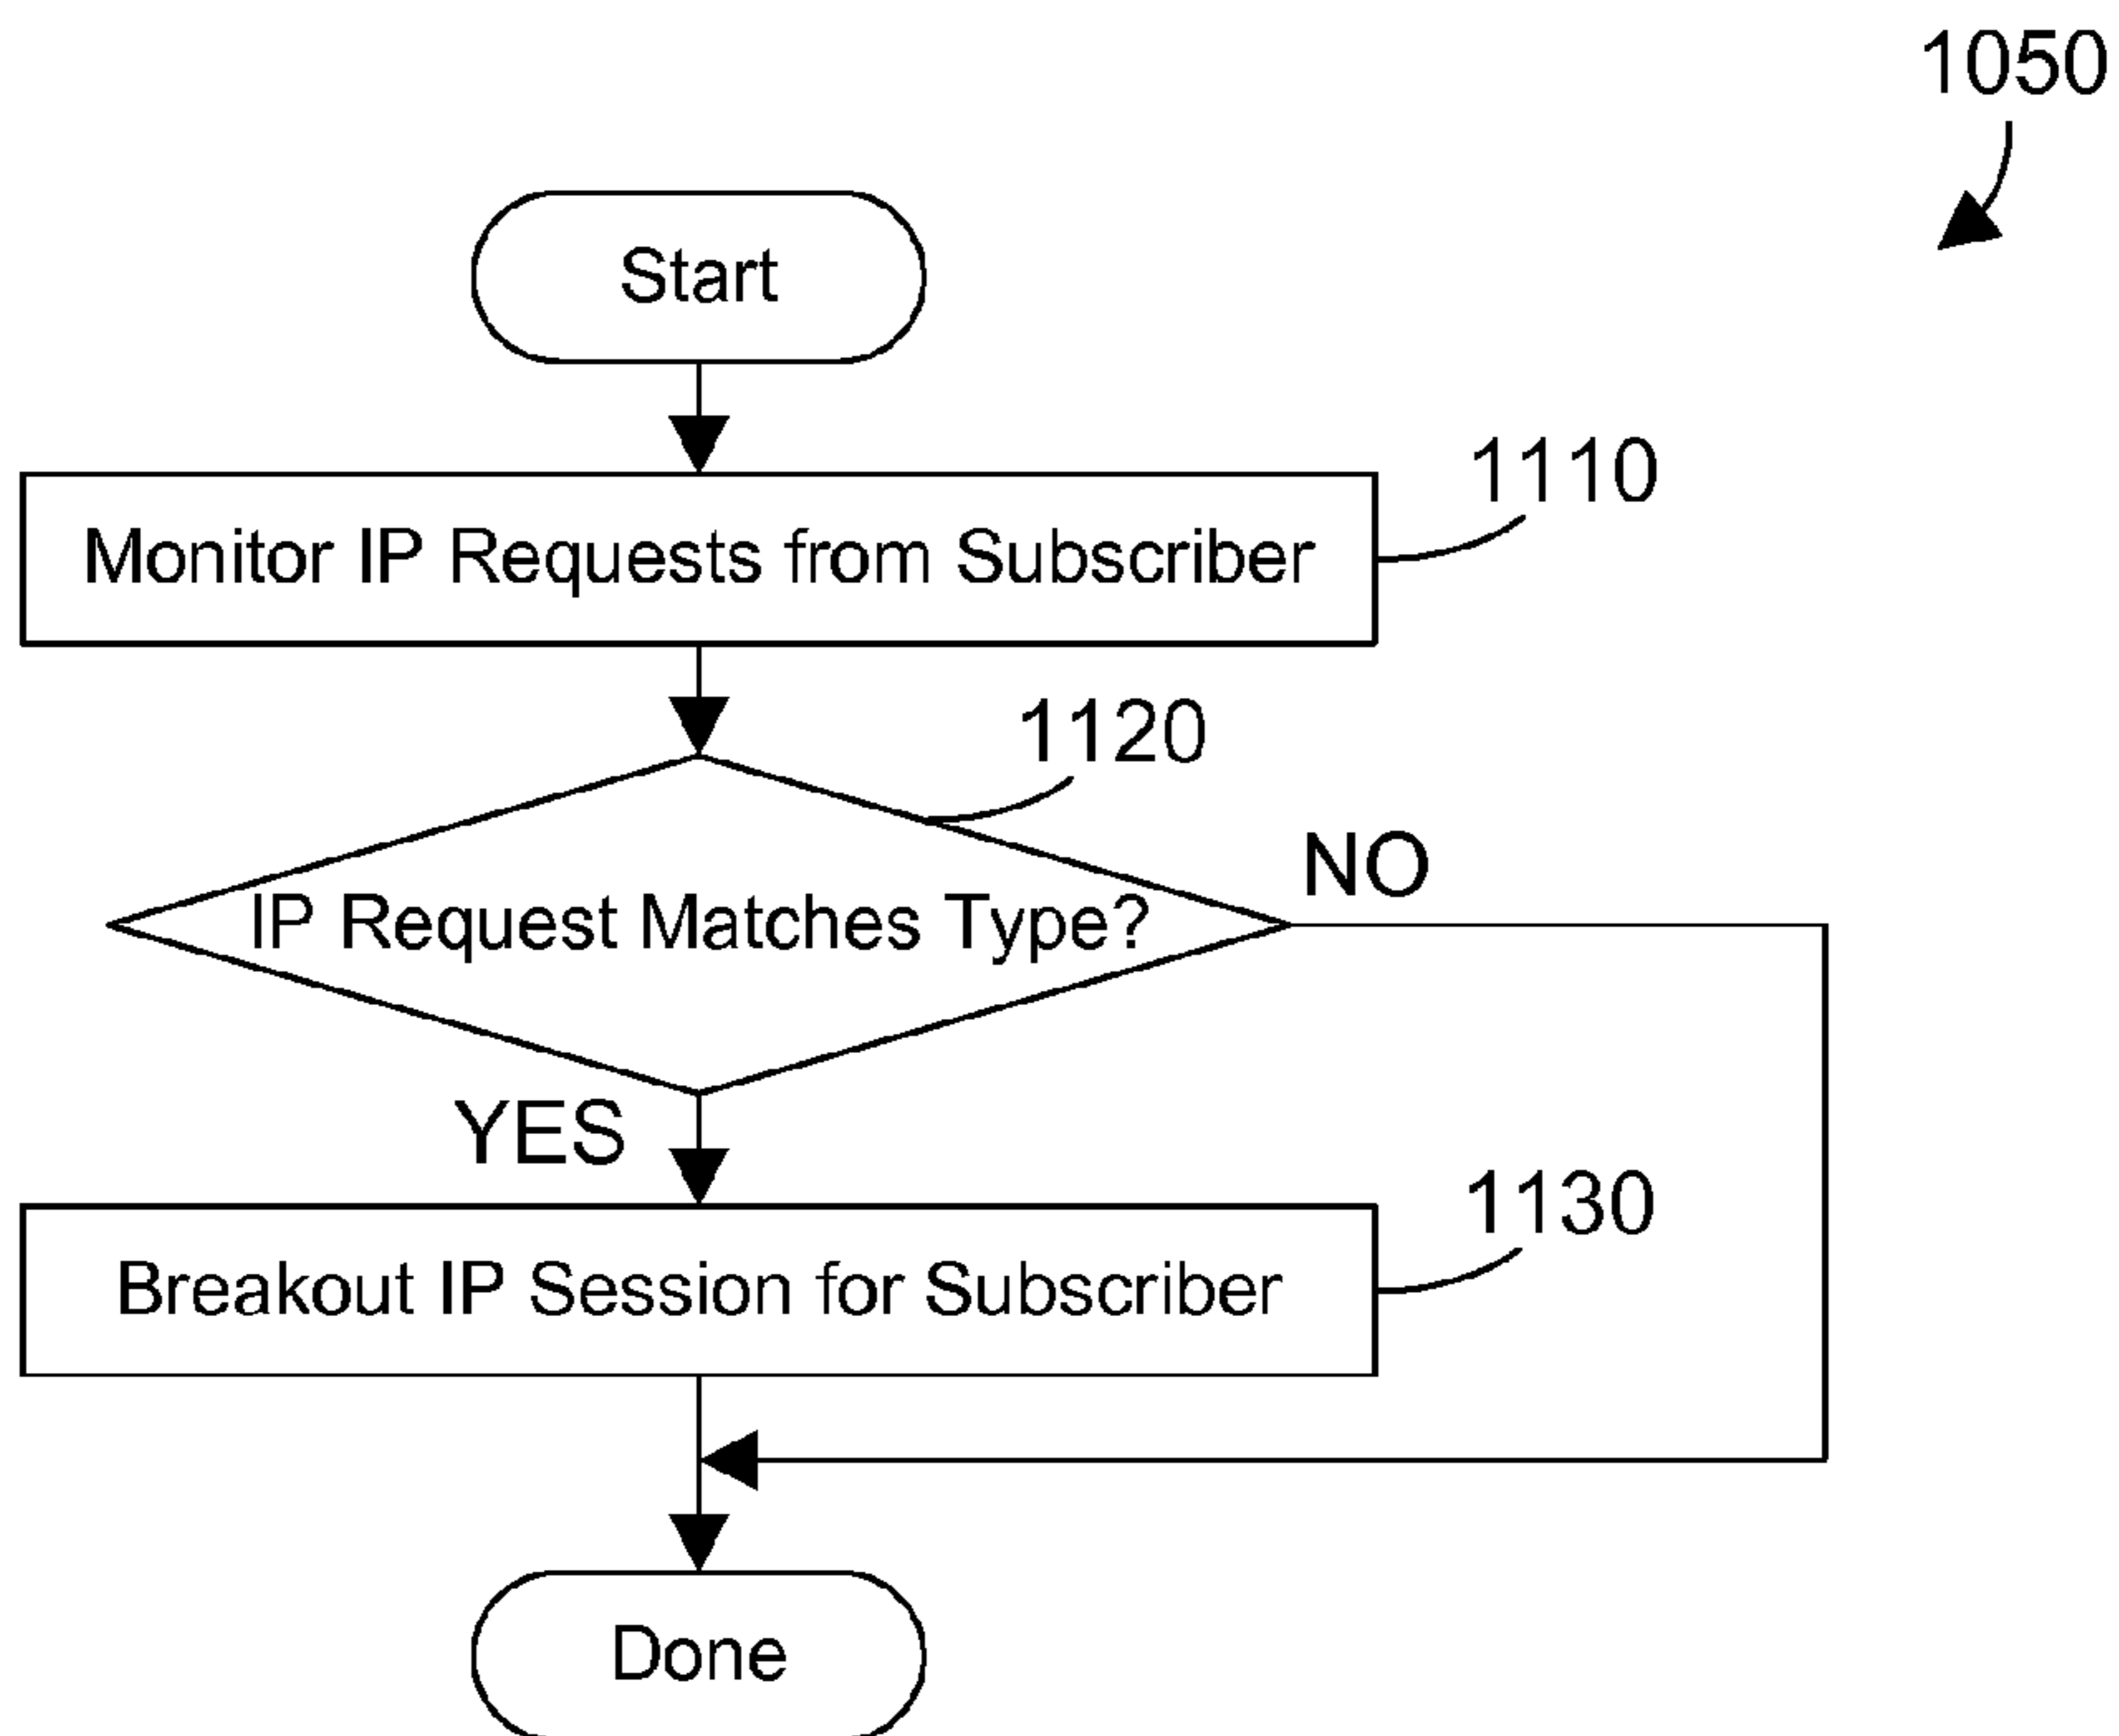 1050
Start
1110
Monitor IP Requests from Subscriber
1120
NO
IP Request Matches Type?
YES
1130
Breakout IP Session for Subscriber
Done